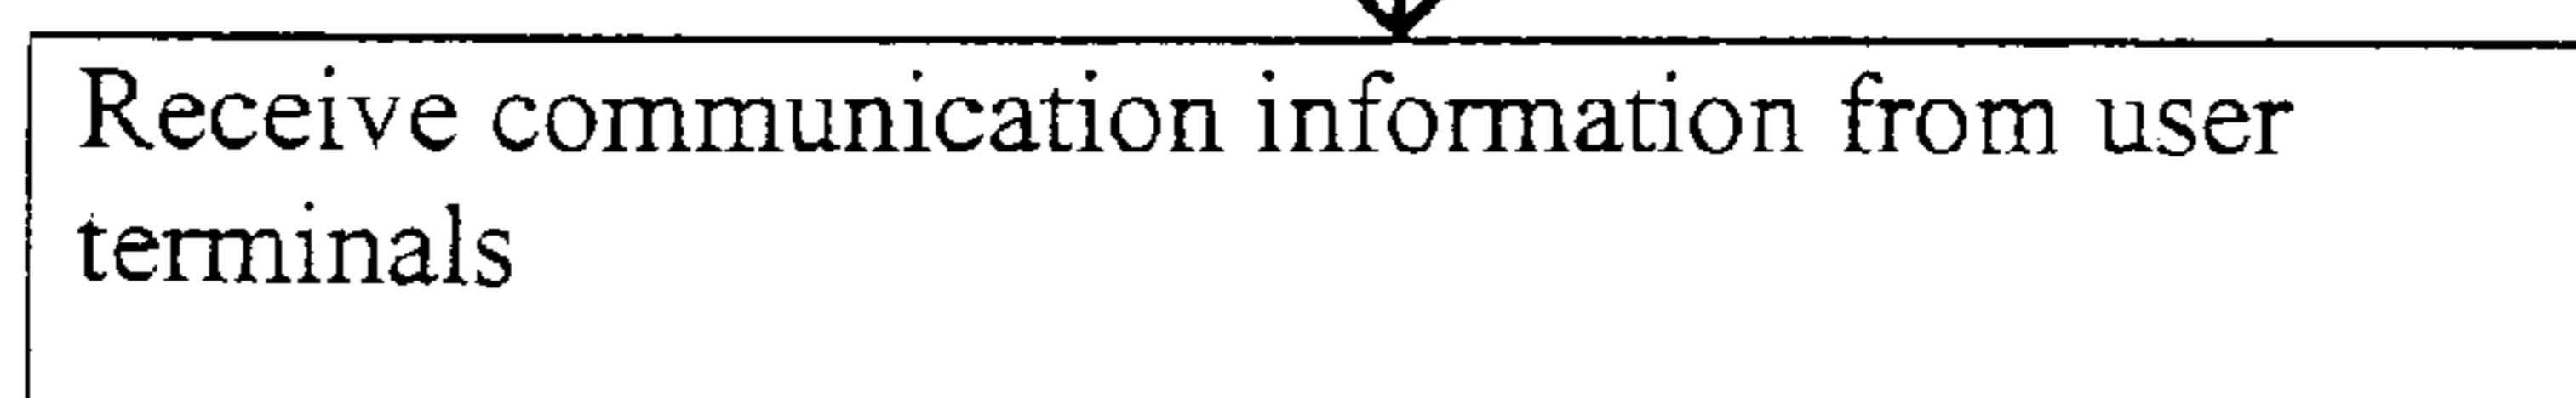 Receive communication information from user
terminals